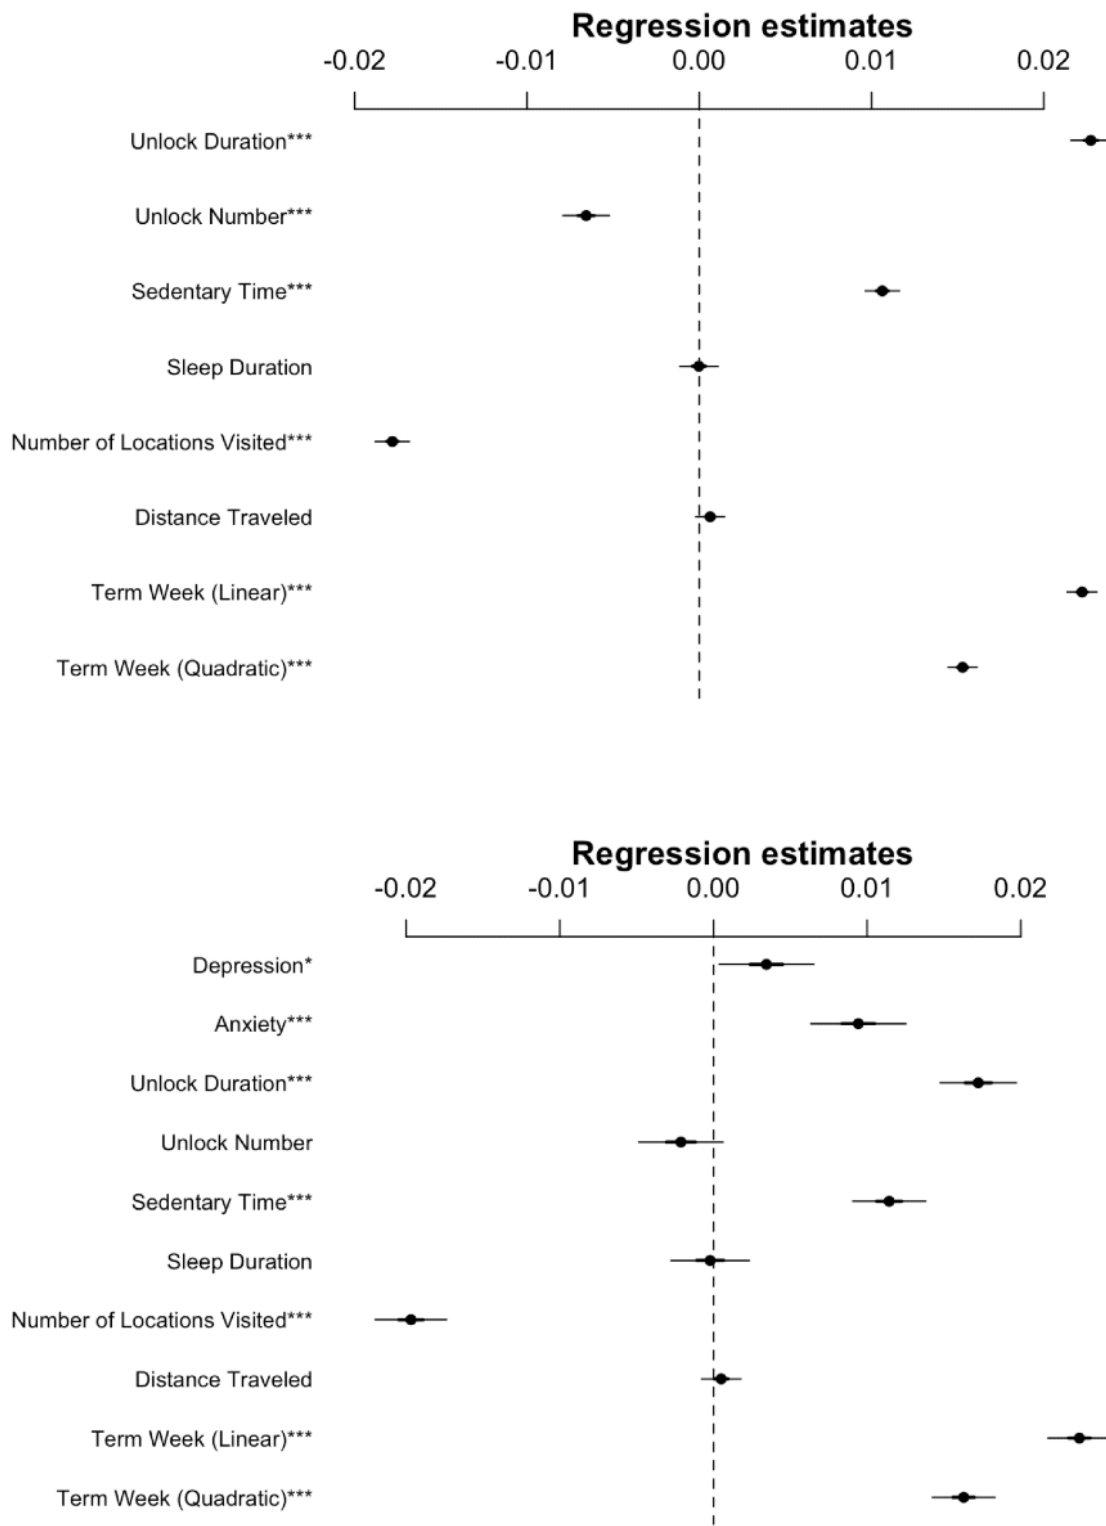 Regression estimates
-0.02 -0.01 0.00 0.01 0.02
Unlock Duration***
Unlock Number***
Sedentary Time***
Sleep Duration
Number of Locations Visited***
Distance Traveled
Term Week (Linear)***
Term Week (Quadratic)***
Regression estimates
-0.02 -0.01 0.00 0.01 0.02
Depression*
Anxiety***
Unlock Duration***
Unlock Number
Sedentary Time***
Sleep Duration
Number of Locations Visited***
Distance Traveled
Term Week (Linear)***
Term Week (Quadratic)***